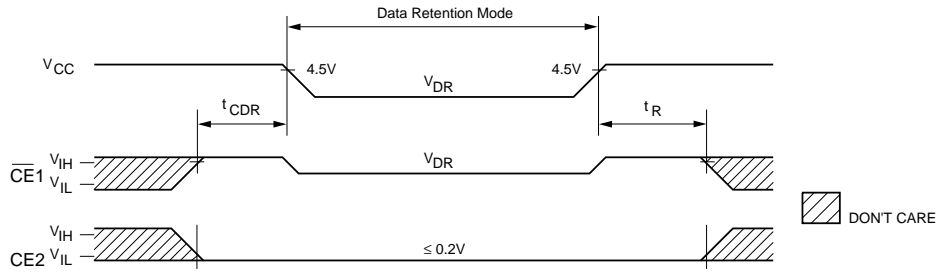 Data Retention Mode
VCC
4.5V
VDR
4.5V
tCDR
tR
CE1
VIH
VIL
VDR
DON'T CARE
CE2
VIH
VIL
≤ 0.2V